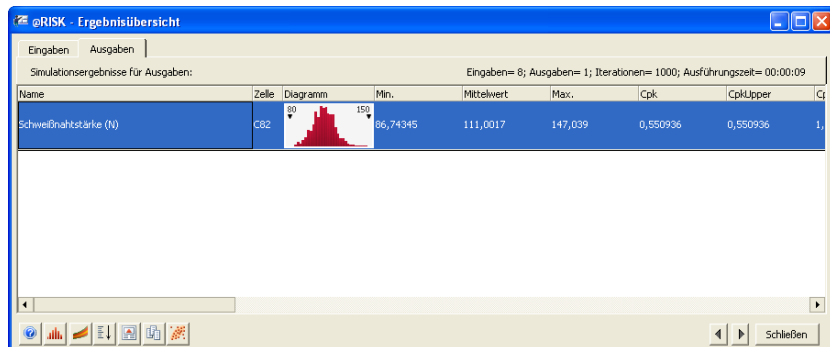 @RISK - Ergebnisübersicht
Eingaben Ausgaben
Simulationsergebnisse für Ausgaben: Eingaben= 8; Ausgaben= 1; Iterationen= 1000; Ausführungszeit= 00:00:09
Name Zelle Diagramm Min. Mittelwert Max. Cpk CpkUpper Cp
80 150
Schweißnahtstärke (N) C82 86,74345 111,0017 147,039 0,550936 0,550936 1,
Schließen